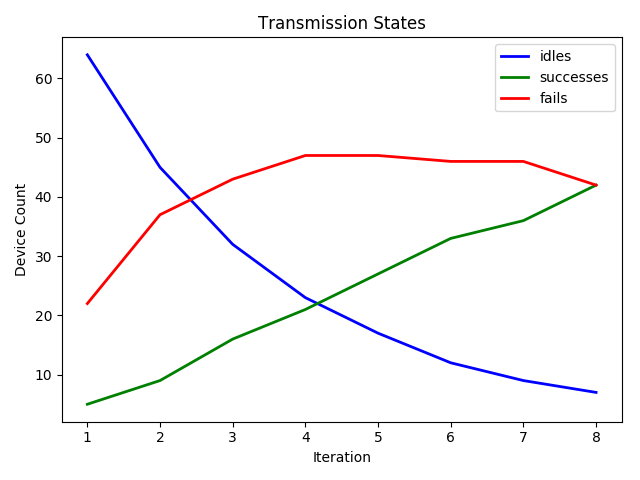 Transmission States
idles
successes
fails
Device Count
60
50
40
30
20
10
1 2 3 4 5 6 7 8
Iteration